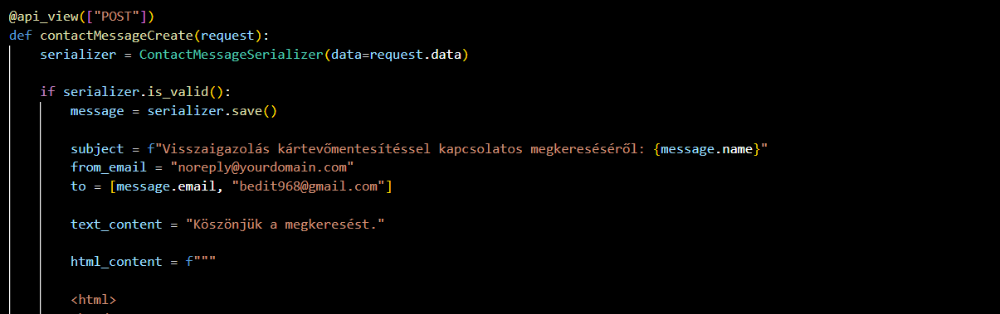 @api_view(["POST"])
def contactMessageCreate(request):
    serializer = ContactMessageSerializer(data=request.data)
    if serializer.is_valid():
        message = serializer.save()
        subject = f"Visszaigazolás kártevőmentesítéssel kapcsolatos megkereséséről: {message.name}"
        from_email = "noreply@yourdomain.com"
        to = [message.email, "bedit968@gmail.com"]
        text_content = "Köszönjük a megkeresést."
        html_content = f"""
        <html>